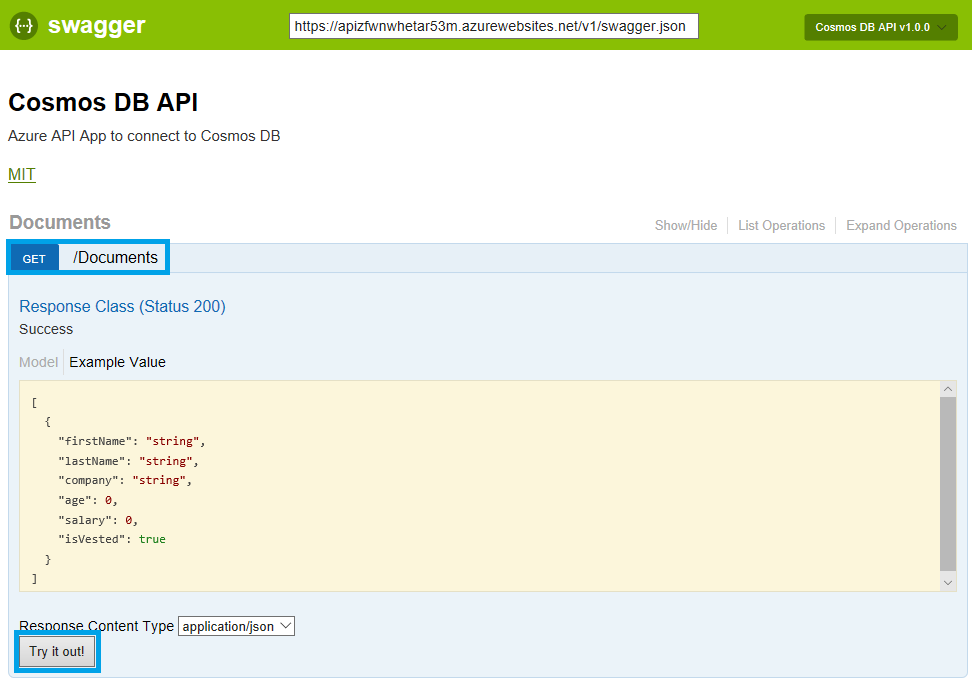 {··} swagger https://apizfwnwhetar53m.azurewebsites.net/v1/swagger.json Cosmos DB API v1.0.0
Cosmos DB API
Azure API App to connect to Cosmos DB
MIT
Documents Show/Hide List Operations Expand Operations
GET /Documents
Response Class (Status 200)
Success
Model Example Value
[
  {
    "firstName": "string",
    "lastName": "string",
    "company": "string",
    "age": 0,
    "salary": 0,
    "isVested": true
  }
]
Response Content Type application/json
Try it out!